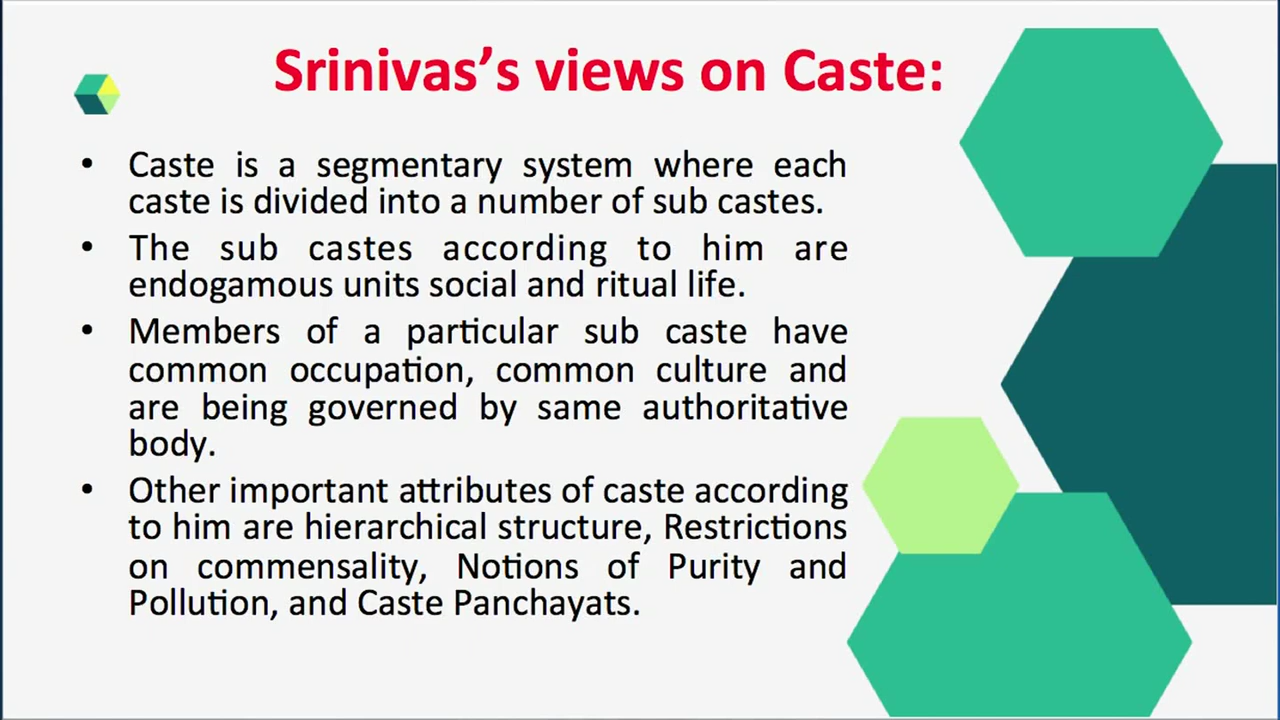 Srinivas’s views on Caste:
• Caste is a segmentary system where each
caste is divided into a number of sub castes.
• The sub castes according to him are
endogamous units social and ritual life.
• Members of a particular sub caste have
common occupation, common culture and
are being governed by same authoritative
body.
• Other important attributes of caste according
to him are hierarchical structure, Restrictions
on commensality, Notions of Purity and
Pollution, and Caste Panchayats.